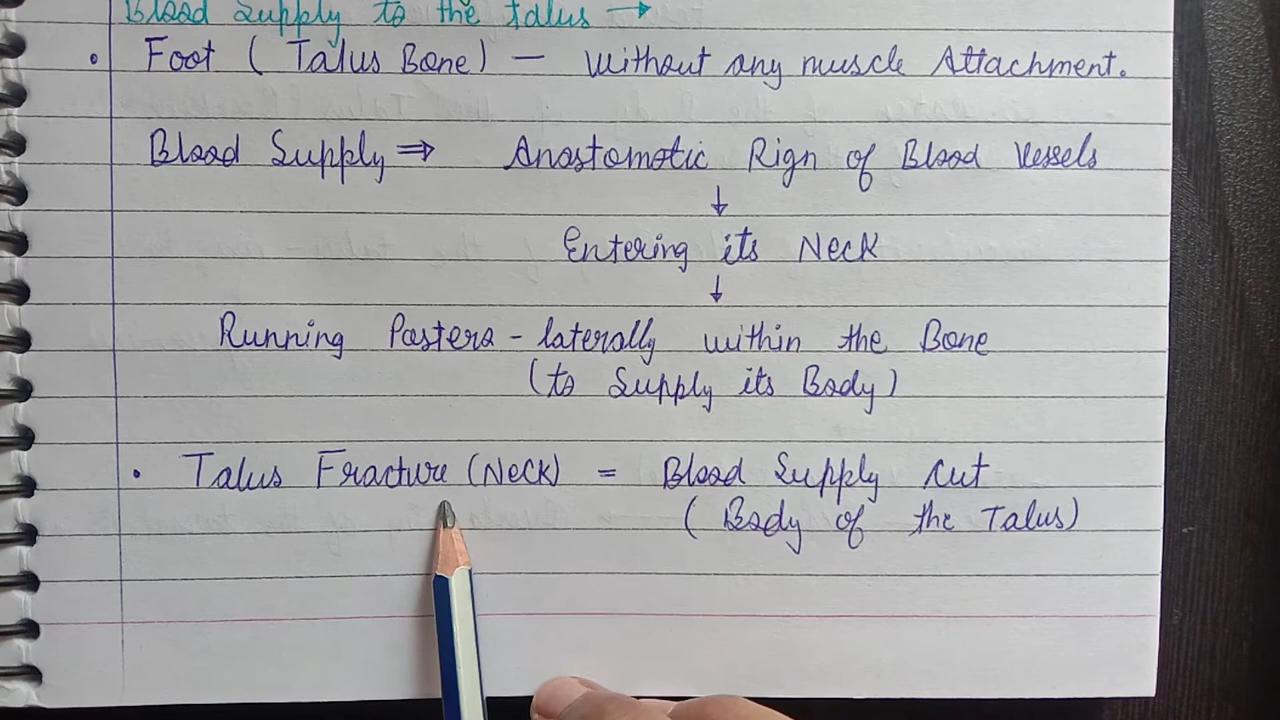 Blood Supply to the talus →
• Foot ( Talus Bone ) — without any muscle Attachment.
Blood Supply ⇒ Anastomotic Rign of Blood Vessels
↓
Entering its Neck
↓
Running Postero - laterally within the Bone
(to Supply its Body)
• Talus Fracture (Neck) = Blood Supply cut
( Body of the Talus)